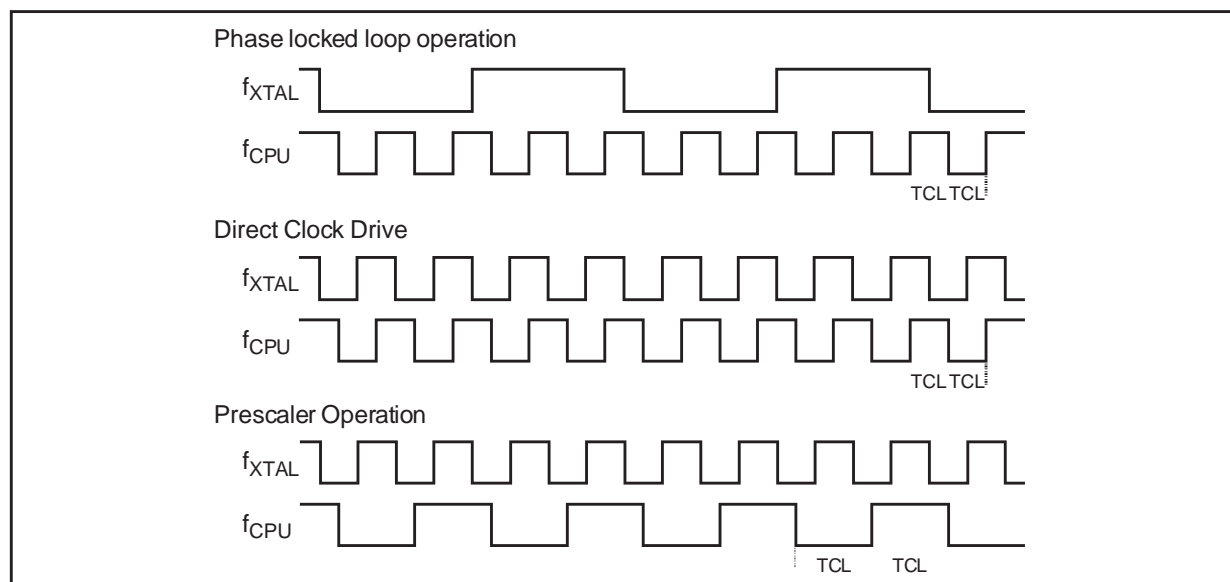 Phase locked loop operation
fXTAL
fCPU
TCL TCL
Direct Clock Drive
fXTAL
fCPU
TCL TCL
Prescaler Operation
fXTAL
fCPU
TCL TCL